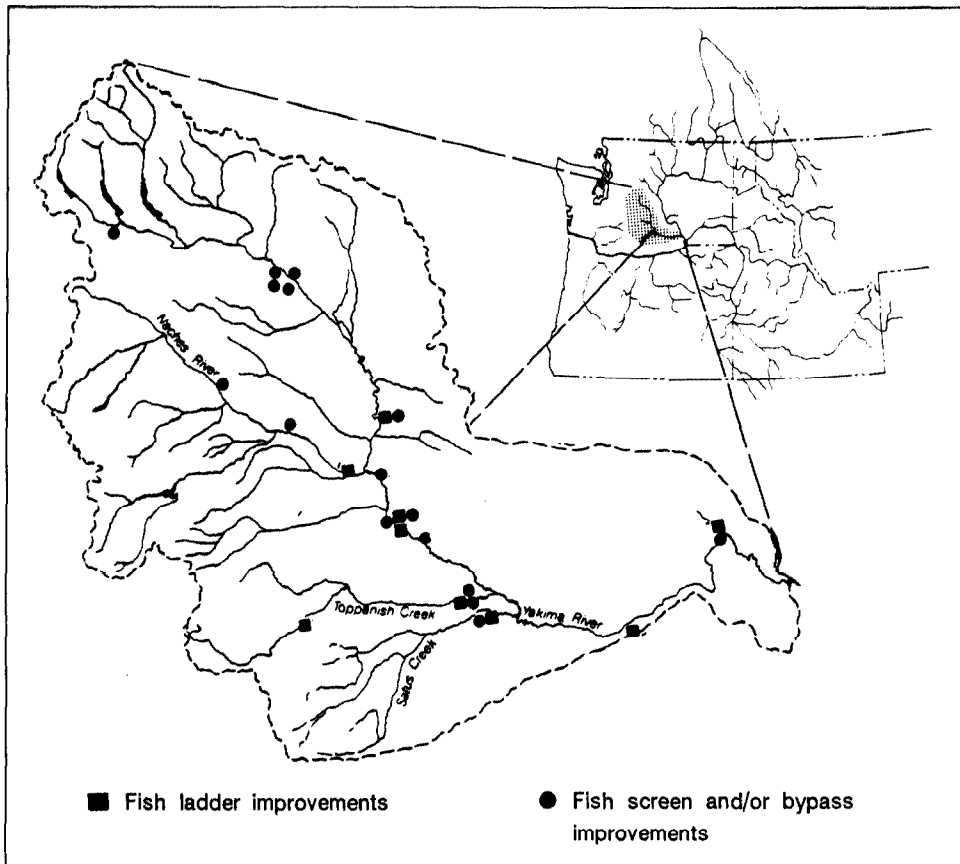 Naches River
Toppenish Creek
Yakima River
Satus Creek
Fish ladder improvements
Fish screen and/or bypass
improvements